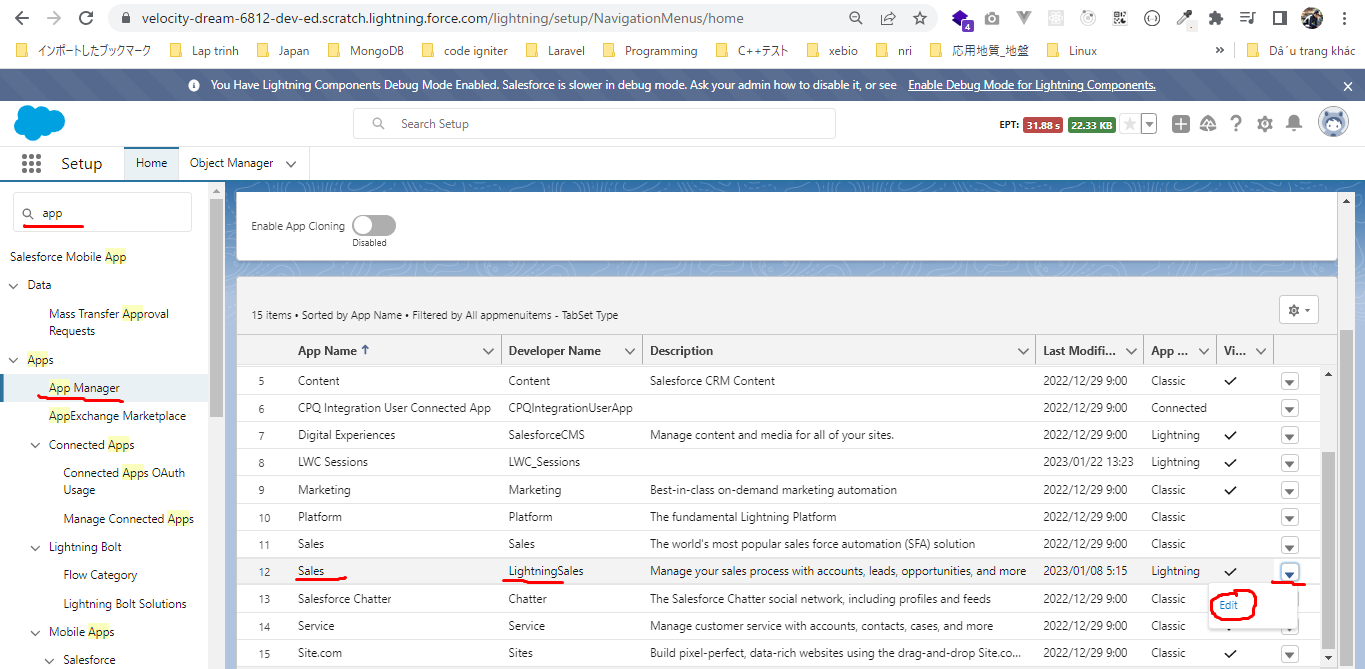 velocity-dream-6812-dev-ed.scratch.lightning.force.com/lightning/setup/NavigationMenus/home
4
インポートしたブックマーク Lap trinh Japan MongoDB code igniter Laravel Programming C++テスト xebio nri 応用地質_地盤 Linux » Dấu trang khác
You Have Lightning Components Debug Mode Enabled. Salesforce is slower in debug mode. Ask your admin how to disable it, or see Enable Debug Mode for Lightning Components.
Search Setup
EPT: 31.88 s 22.33 KB
Setup Home Object Manager
app
Salesforce Mobile App
Data
Mass Transfer Approval
Requests
Apps
App Manager
AppExchange Marketplace
Connected Apps
Connected Apps OAuth
Usage
Manage Connected Apps
Lightning Bolt
Flow Category
Lightning Bolt Solutions
Mobile Apps
Salesforce
Enable App Cloning
Disabled
15 items • Sorted by App Name • Filtered by All appmenuitems - TabSet Type
App Name ↑ Developer Name Description Last Modifi... App ... Vi...
5 Content Content Salesforce CRM Content 2022/12/29 9:00 Classic
6 CPQ Integration User Connected App CPQIntegrationUserApp 2022/12/29 9:00 Connected
7 Digital Experiences SalesforceCMS Manage content and media for all of your sites. 2022/12/29 9:00 Lightning
8 LWC Sessions LWC_Sessions 2023/01/22 13:23 Lightning
9 Marketing Marketing Best-in-class on-demand marketing automation 2022/12/29 9:00 Classic
10 Platform Platform The fundamental Lightning Platform 2022/12/29 9:00 Classic
11 Sales Sales The world's most popular sales force automation (SFA) solution 2022/12/29 9:00 Classic
12 Sales LightningSales Manage your sales process with accounts, leads, opportunities, and more 2023/01/08 5:15 Lightning
13 Salesforce Chatter Chatter The Salesforce Chatter social network, including profiles and feeds 2022/12/29 9:00 Classic
Edit
14 Service Service Manage customer service with accounts, contacts, cases, and more 2022/12/29 9:00 Classic
15 Site.com Sites Build pixel-perfect, data-rich websites using the drag-and-drop Site.co... 2022/12/29 9:00 Classic